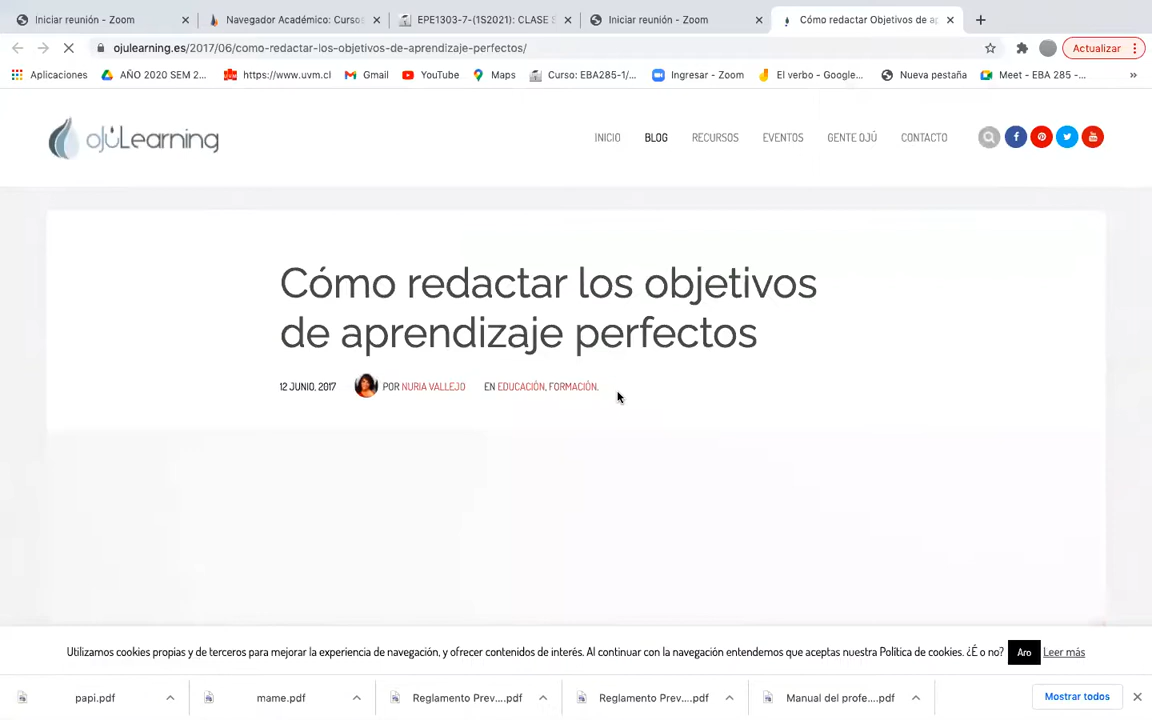 Iniciar reunión - Zoom
Navegador Académico: Cursos
EPE1303-7-(1S2021): CLASE S
Iniciar reunión - Zoom
Cómo redactar Objetivos de a
ojulearning.es/2017/06/como-redactar-los-objetivos-de-aprendizaje-perfectos/
Actualizar
Aplicaciones
AÑO 2020 SEM 2...
https://www.uvm.cl
Gmail
YouTube
Maps
Curso: EBA285-1/...
Ingresar - Zoom
El verbo - Google...
Nueva pestaña
Meet - EBA 285 -...
»
ojúLearning
INICIO
BLOG
RECURSOS
EVENTOS
GENTE OJÚ
CONTACTO
Cómo redactar los objetivos
de aprendizaje perfectos
12 JUNIO, 2017
POR NURIA VALLEJO
EN EDUCACIÓN, FORMACIÓN.
Utilizamos cookies propias y de terceros para mejorar la experiencia de navegación, y ofrecer contenidos de interés. Al continuar con la navegación entendemos que aceptas nuestra Política de cookies. ¿É o no?
Aro
Leer más
papi.pdf
mame.pdf
Reglamento Prev....pdf
Reglamento Prev....pdf
Manual del profe....pdf
Mostrar todos